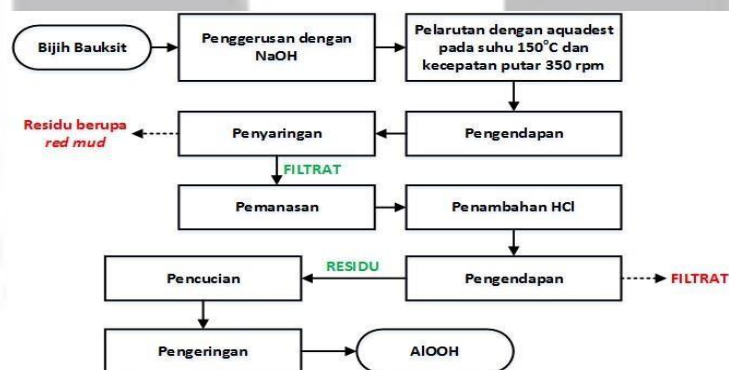 Bijih Bauksit
Penggerusan dengan
NaOH
Pelarutan dengan aquadest
pada suhu 150°C dan
kecepatan putar 350 rpm
Residu berupa
red mud
Penyaringan
Pengendapan
FILTRAT
Pemanasan
Penambahan HCl
Pencucian
RESIDU
Pengendapan
FILTRAT
Pengeringan
AlOOH